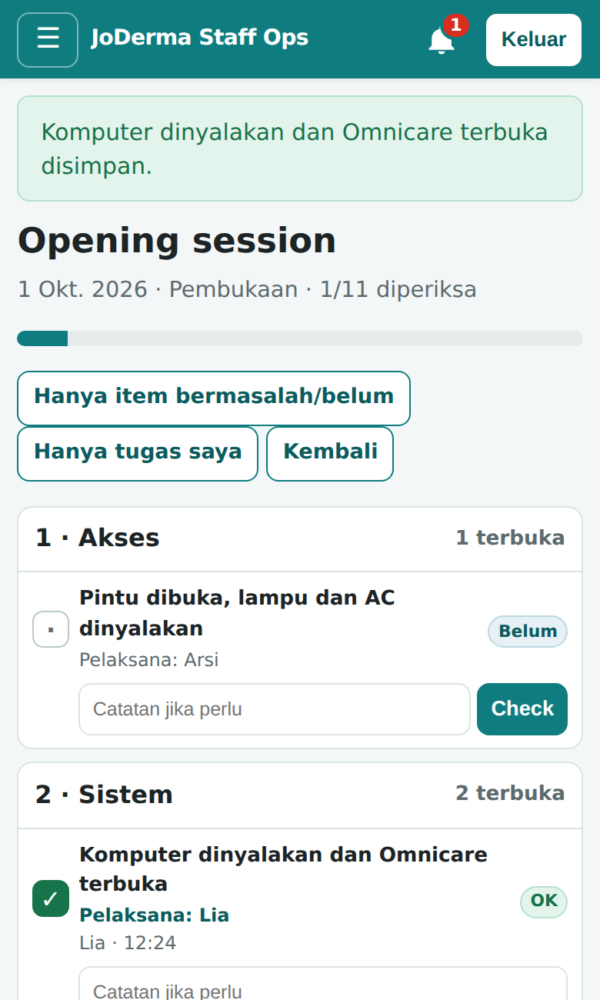 ☰ JoDerma Staff Ops 1 Keluar
Komputer dinyalakan dan Omnicare terbuka
disimpan.
Opening session
1 Okt. 2026 · Pembukaan · 1/11 diperiksa
Hanya item bermasalah/belum
Hanya tugas saya Kembali
1 · Akses 1 terbuka
Pintu dibuka, lampu dan AC
dinyalakan
· Belum
Pelaksana: Arsi
Catatan jika perlu Check
2 · Sistem 2 terbuka
Komputer dinyalakan dan Omnicare
terbuka
✓ OK
Pelaksana: Lia
Lia · 12:24
Catatan jika perlu